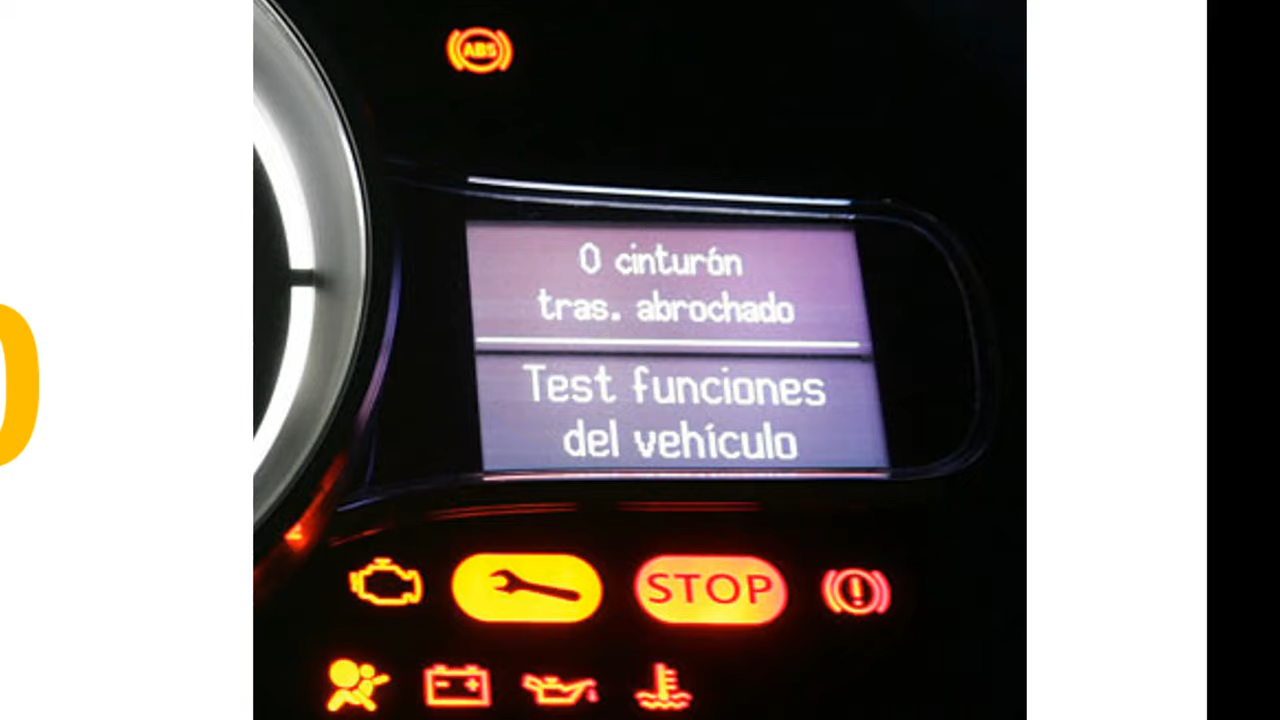 ABS
0 cinturón
tras. abrochado
Test funciones
del vehículo
STOP